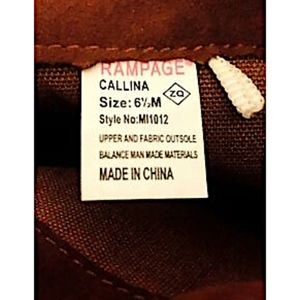 RAMPAGE®
CALLINA
Size: 6½M
ZQ
Style No: MI1012
UPPER AND FABRIC OUTSOLE
BALANCE MAN MADE MATERIALS
MADE IN CHINA